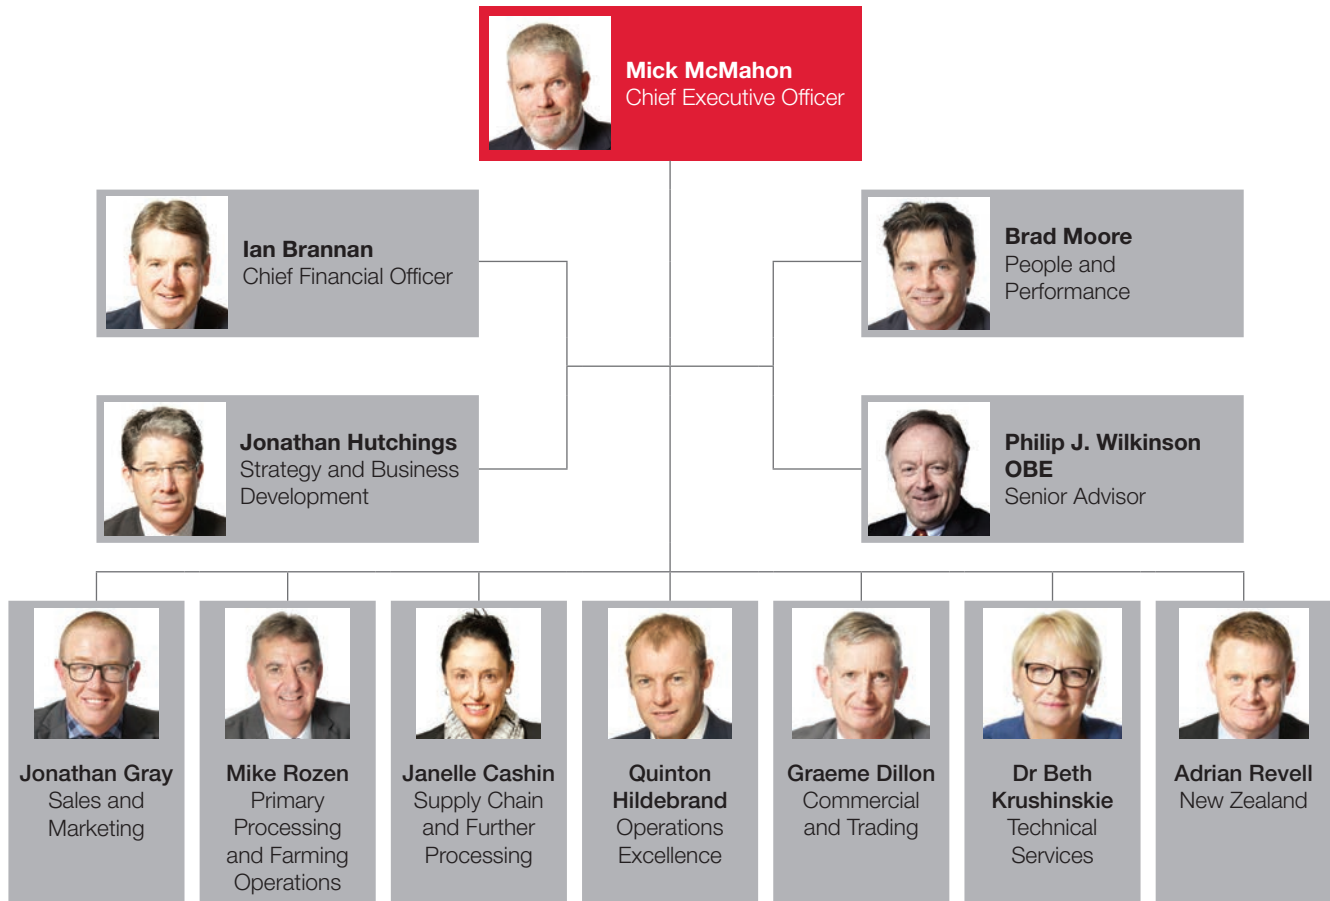 Mick McMahon
Chief Executive Officer
Ian Brannan
Chief Financial Officer
Brad Moore
People and
Performance
Jonathan Hutchings
Strategy and Business
Development
Philip J. Wilkinson
OBE
Senior Advisor
Jonathan Gray
Sales and
Marketing
Mike Rozen
Primary
Processing
and Farming
Operations
Janelle Cashin
Supply Chain
and Further
Processing
Quinton
Hildebrand
Operations
Excellence
Graeme Dillon
Commercial
and Trading
Dr Beth
Krushinskie
Technical
Services
Adrian Revell
New Zealand